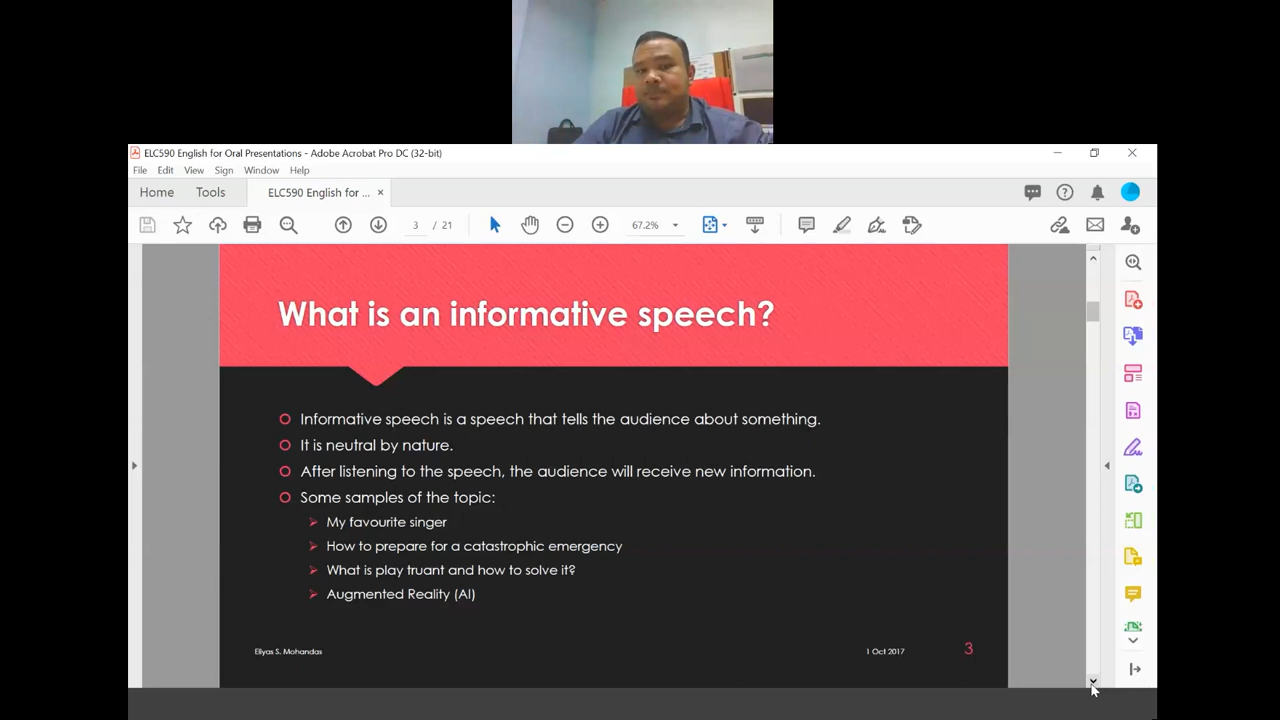 ELC590 English for Oral Presentations - Adobe Acrobat Pro DC (32-bit)
File Edit View Sign Window Help
Home Tools ELC590 English for ... ×
3 / 21 67.2%
What is an informative speech?
Informative speech is a speech that tells the audience about something.
It is neutral by nature.
After listening to the speech, the audience will receive new information.
Some samples of the topic:
My favourite singer
How to prepare for a catastrophic emergency
What is play truant and how to solve it?
Augmented Reality (AI)
Eliyas S. Mohandas 1 Oct 2017 3